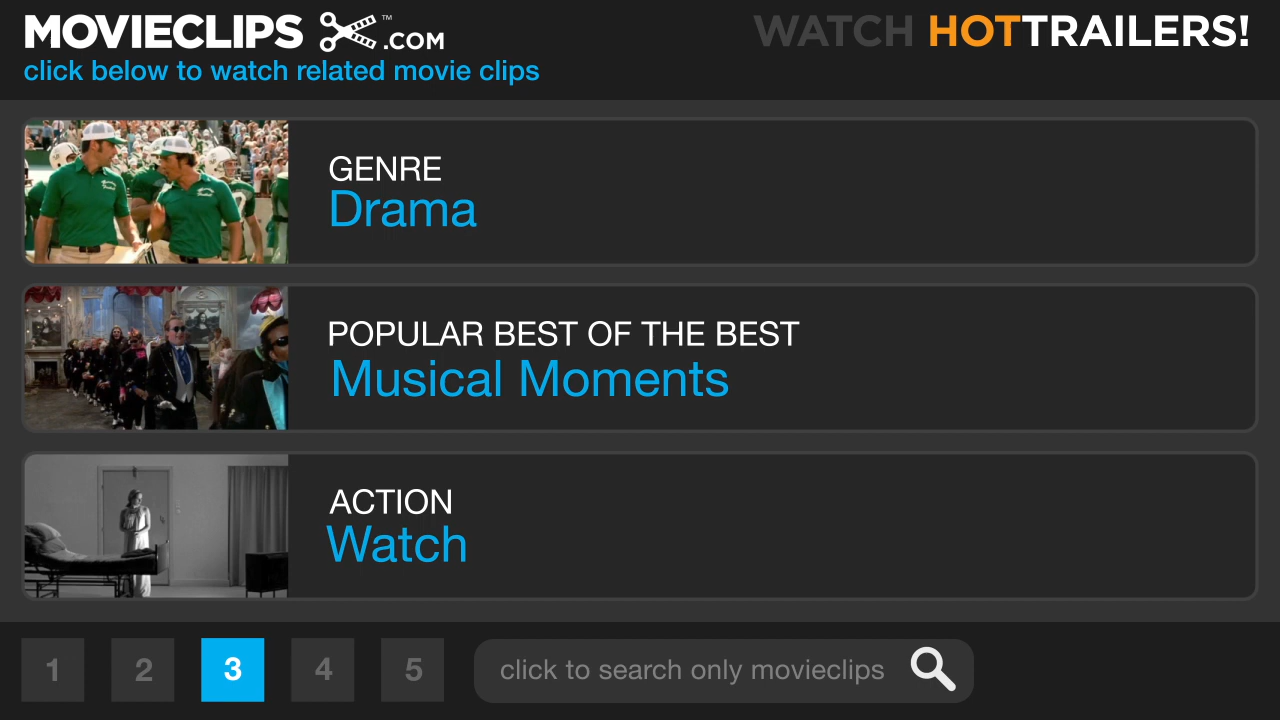 MOVIECLIPS ™ .COM
WATCH HOTTRAILERS!
click below to watch related movie clips
GENRE
Drama
POPULAR BEST OF THE BEST
Musical Moments
ACTION
Watch
1 2 3 4 5 click to search only movieclips